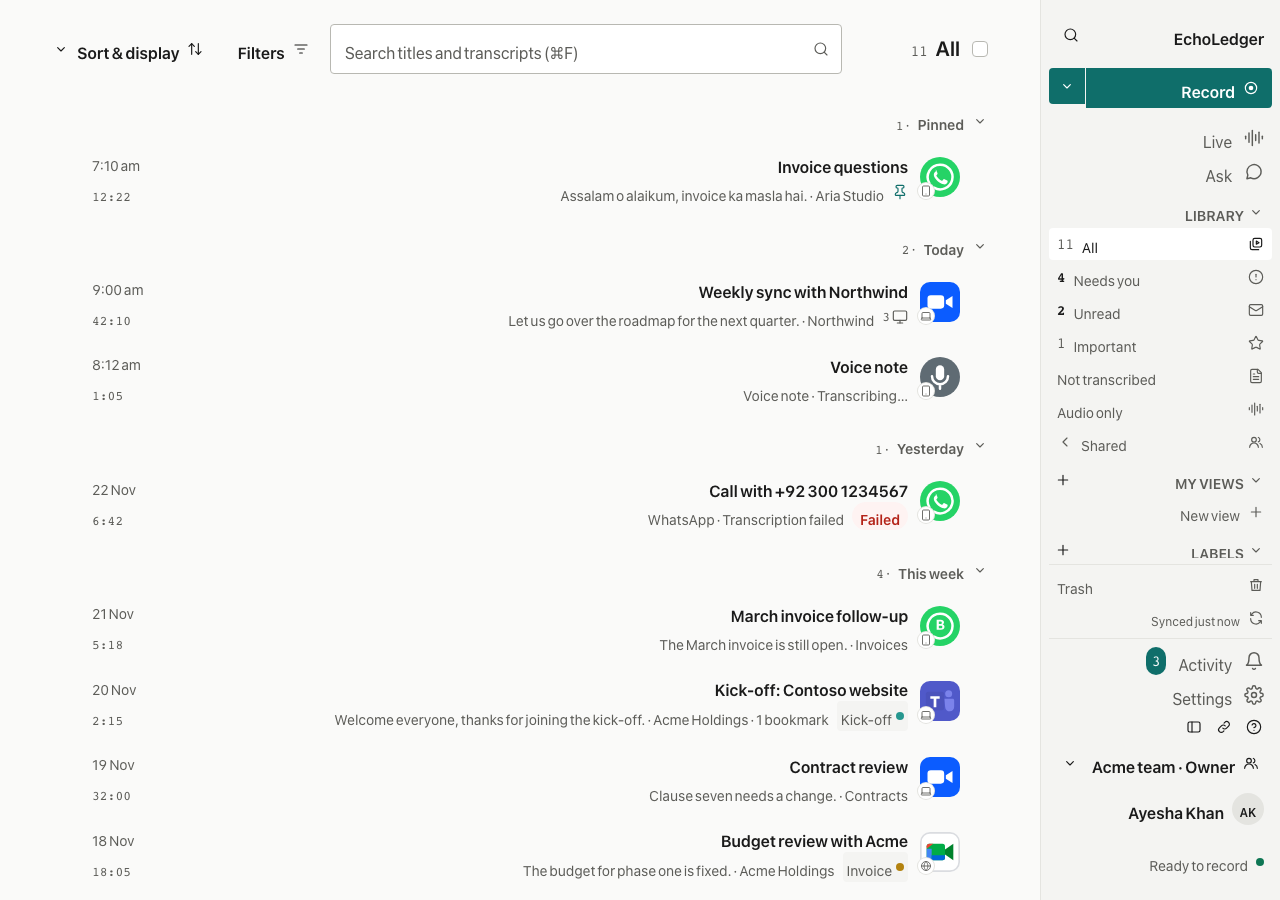 EchoLedger
Record
Live
Ask
LIBRARY
All 11
Needs you 4
Unread 2
Important 1
Not transcribed
Audio only
Shared
MY VIEWS
New view
LABELS
Trash
Synced just now
Activity 3
Settings
Acme team · Owner
AK Ayesha Khan
Ready to record
All 11
Search titles and transcripts (⌘F)
Filters
Sort & display
Pinned · 1
Invoice questions
7:10 am
Assalam o alaikum, invoice ka masla hai. · Aria Studio
12:22
Today · 2
Weekly sync with Northwind
9:00 am
3
Let us go over the roadmap for the next quarter. · Northwind
42:10
Voice note
8:12 am
Voice note · Transcribing…
1:05
Yesterday · 1
Call with +92 300 1234567
22 Nov
Failed
WhatsApp · Transcription failed
6:42
This week · 4
B
March invoice follow-up
21 Nov
The March invoice is still open. · Invoices
5:18
T
Kick-off: Contoso website
20 Nov
Kick-off
Welcome everyone, thanks for joining the kick-off. · Acme Holdings · 1 bookmark
2:15
Contract review
19 Nov
Clause seven needs a change. · Contracts
32:00
Budget review with Acme
18 Nov
Invoice
The budget for phase one is fixed. · Acme Holdings
18:05